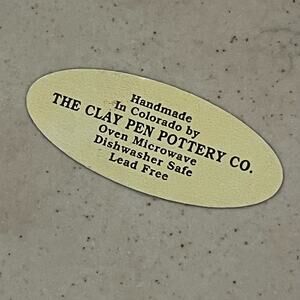 Handmade
In Colorado by
THE CLAY PEN POTTERY CO.
Oven Microwave
Dishwasher Safe
Lead Free